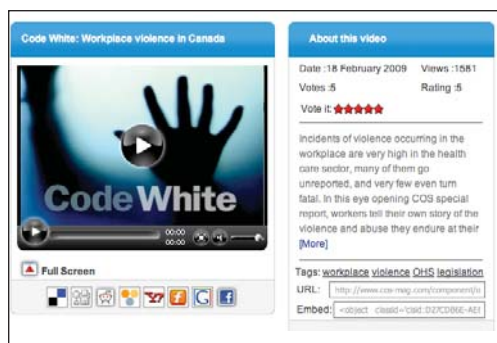 Code White: Workplace violence in Canada
Code White
00:00
00:00
Full Screen
About this video
Date :18 February 2009 Views :1681
Votes :5 Rating :5
Vote it:
Incidents of violence occurring in the
workplace are very high in the health
care sector, many of them go
unreported, and very few even turn
fatal. In this eye opening COS special
report, workers tell their own story of the
violence and abuse they endure at their
[More]
Tags: workplace violence OHS legislation
URL: http://www.cos-mag.com/component/o
Embed: <object classid='clsid:D27CDB6E-AE